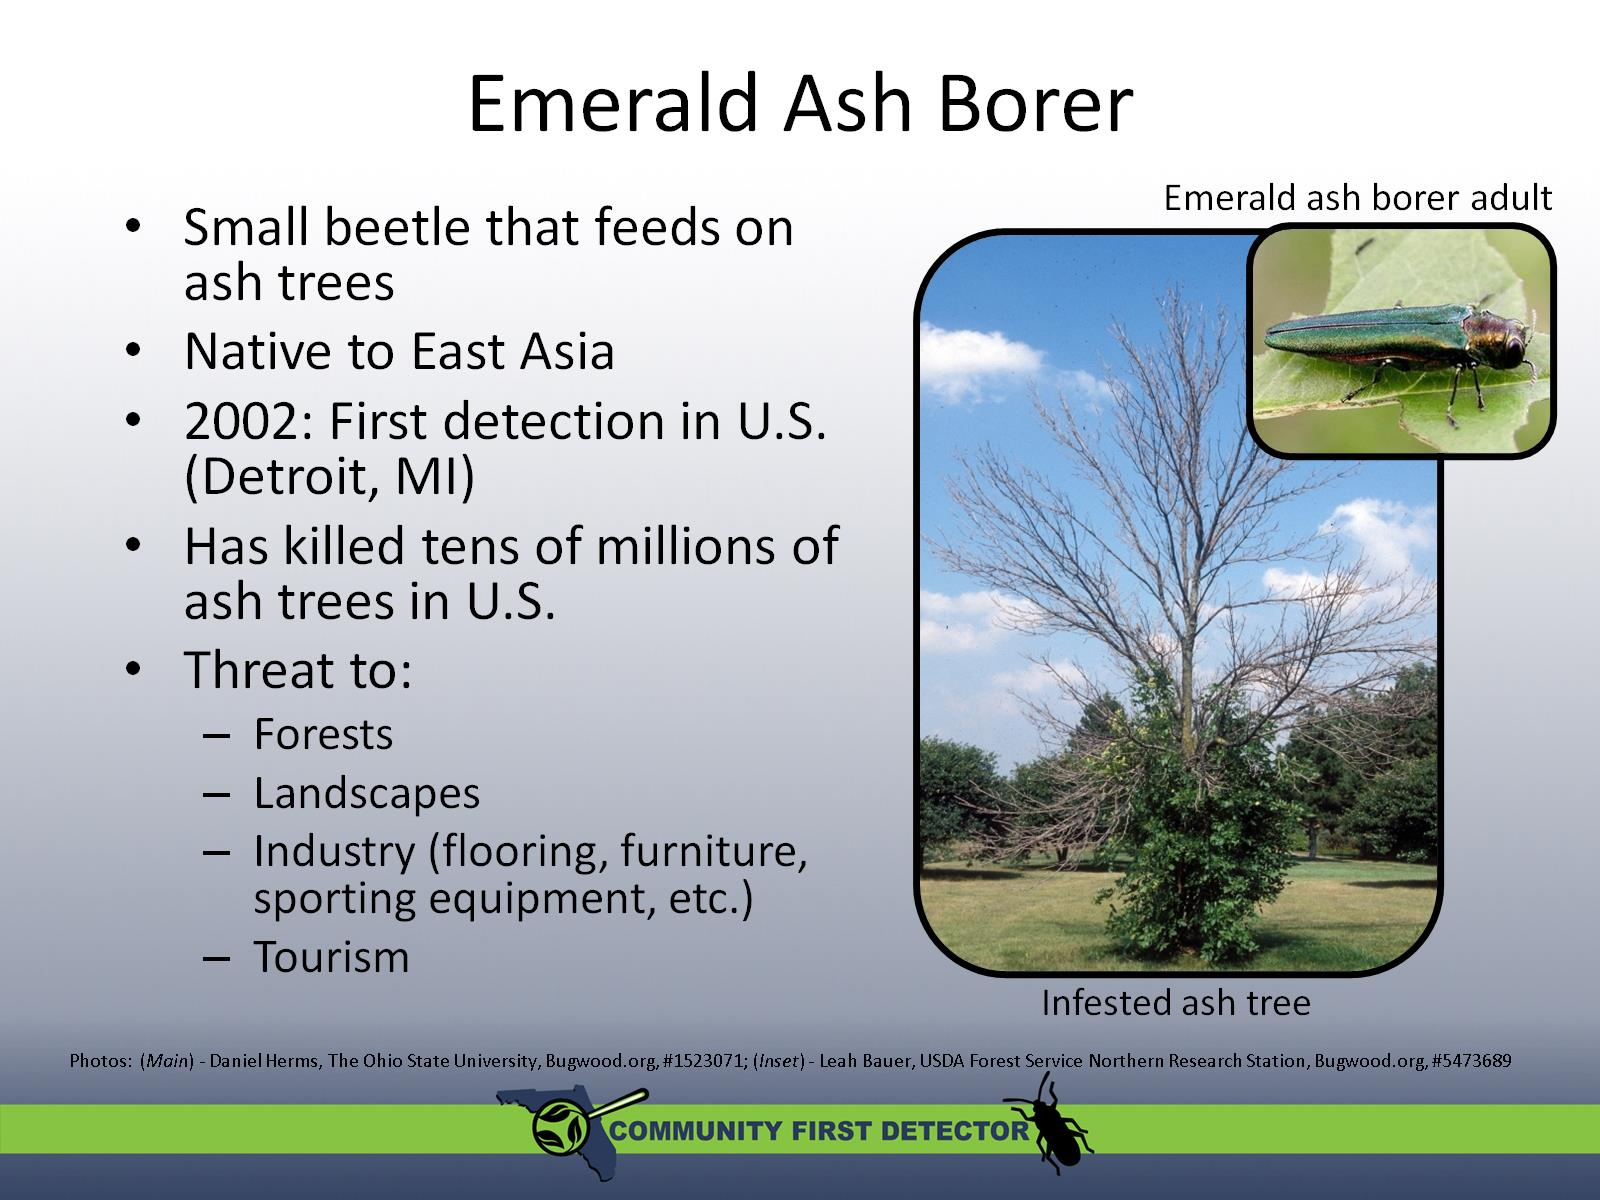 Emerald Ash Borer
• Small beetle that feeds on
ash trees
• Native to East Asia
• 2002: First detection in U.S.
(Detroit, MI)
• Has killed tens of millions of
ash trees in U.S.
• Threat to:
– Forests
– Landscapes
– Industry (flooring, furniture,
sporting equipment, etc.)
– Tourism
Emerald ash borer adult
Infested ash tree
Photos: (Main) - Daniel Herms, The Ohio State University, Bugwood.org, #1523071; (Inset) - Leah Bauer, USDA Forest Service Northern Research Station, Bugwood.org, #5473689
COMMUNITY FIRST DETECTOR